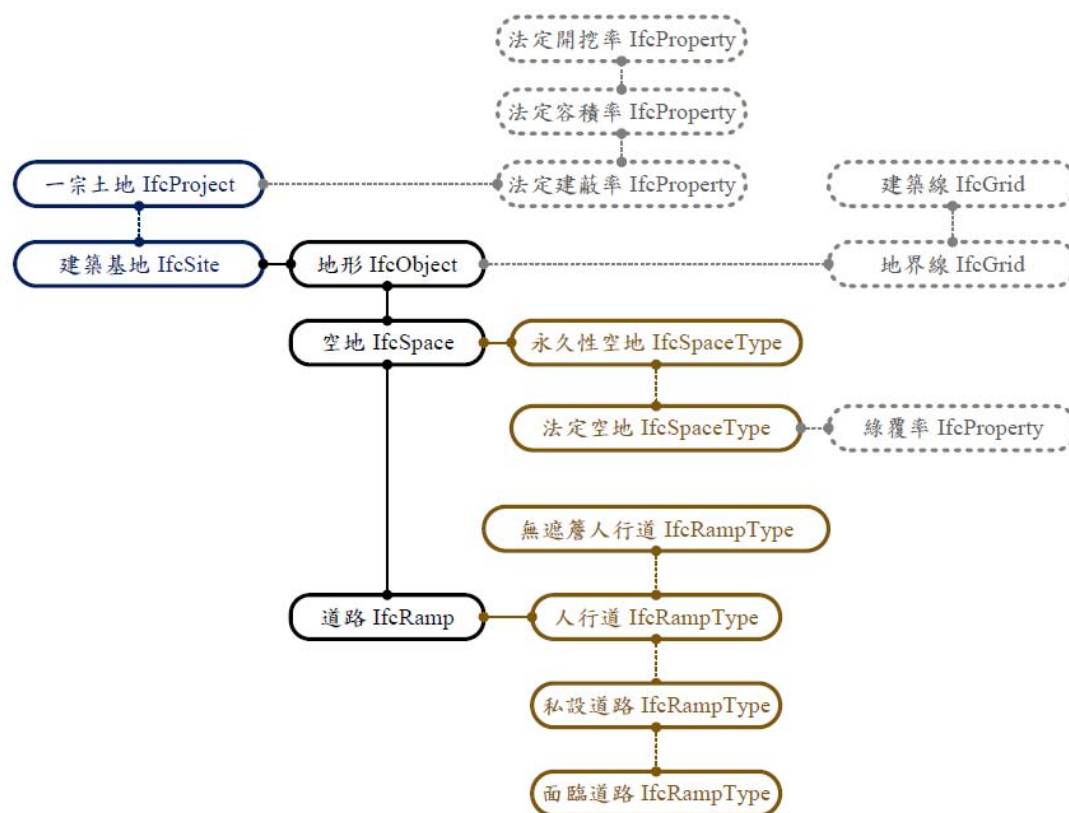 法定開挖率 IfcProperty
法定容積率 IfcProperty
一宗土地 IfcProject
法定建蔽率 IfcProperty
建築線 IfcGrid
建築基地 IfcSite
地形 IfcObject
地界線 IfcGrid
空地 IfcSpace
永久性空地 IfcSpaceType
法定空地 IfcSpaceType
綠覆率 IfcProperty
無遮簷人行道 IfcRampType
道路 IfcRamp
人行道 IfcRampType
私設道路 IfcRampType
面臨道路 IfcRampType